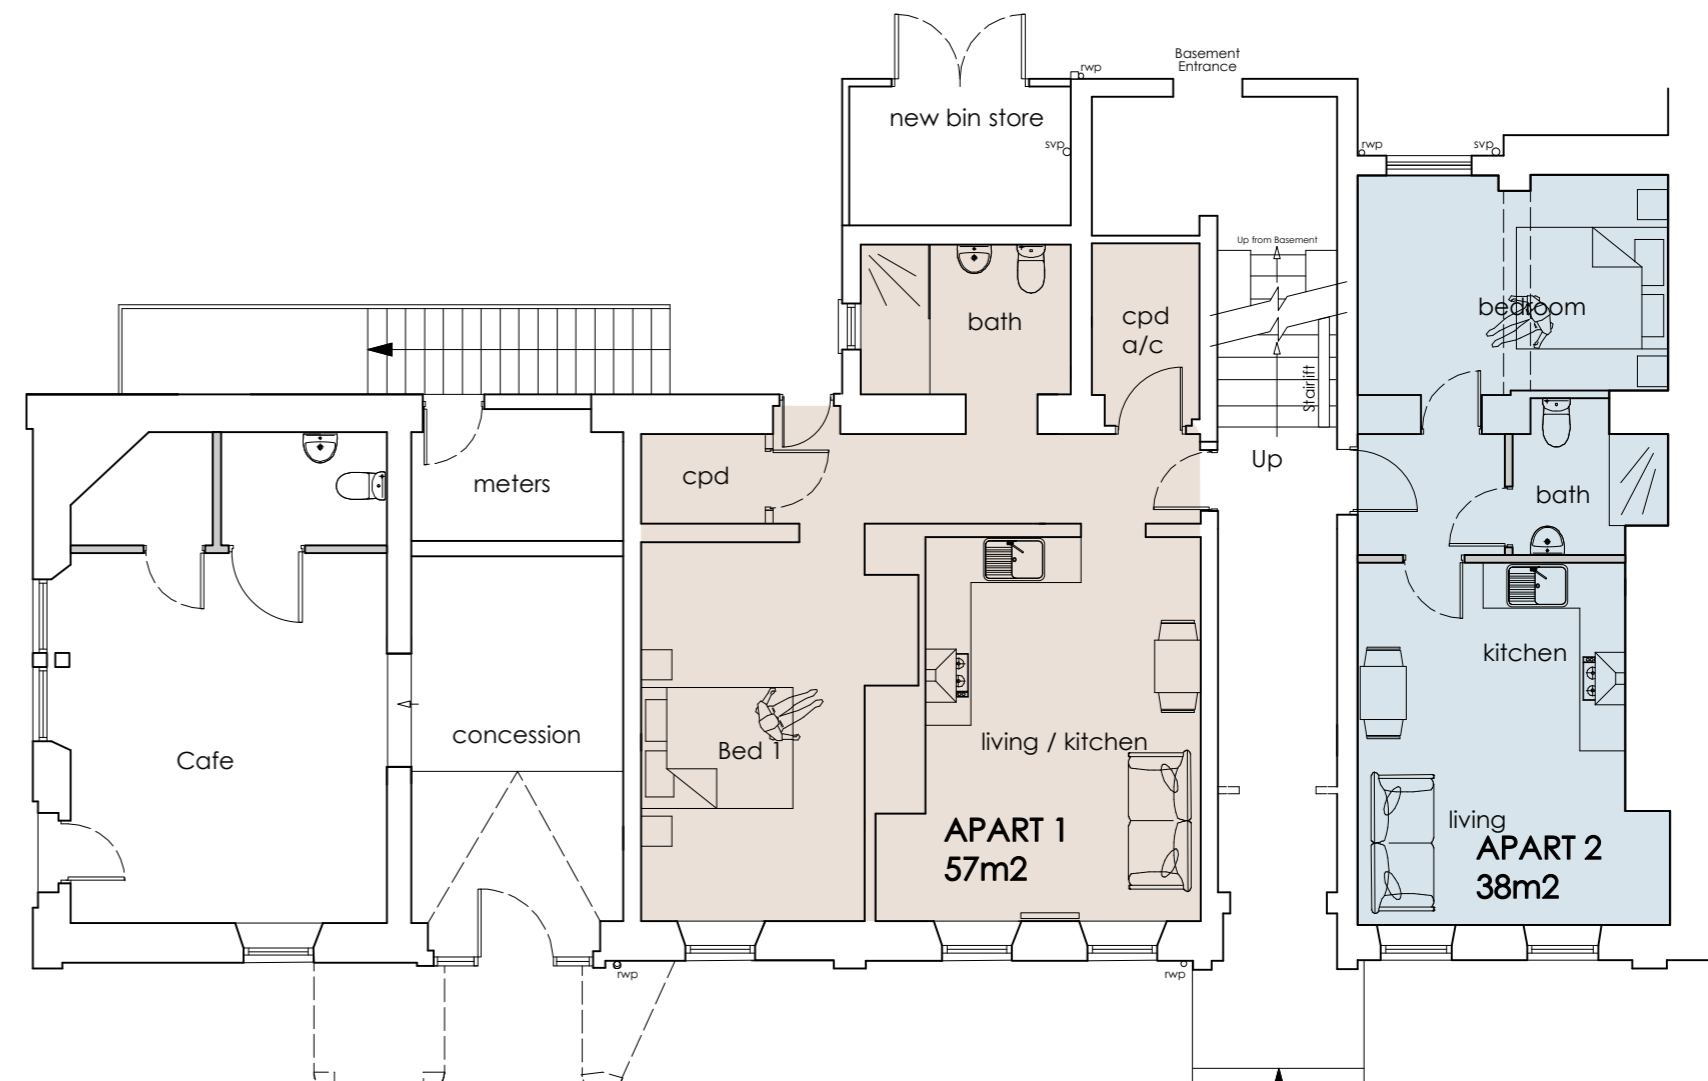 Basement
Entrance
rwp
new bin store
svp
rwp
svp
Up from Basement
bedroom
bath
cpd
a/c
Stairlift
Up
cpd
meters
bath
kitchen
concession
living / kitchen
Bed 1
Cafe
living
APART 1
57m2
APART 2
38m2
rwp
rwp